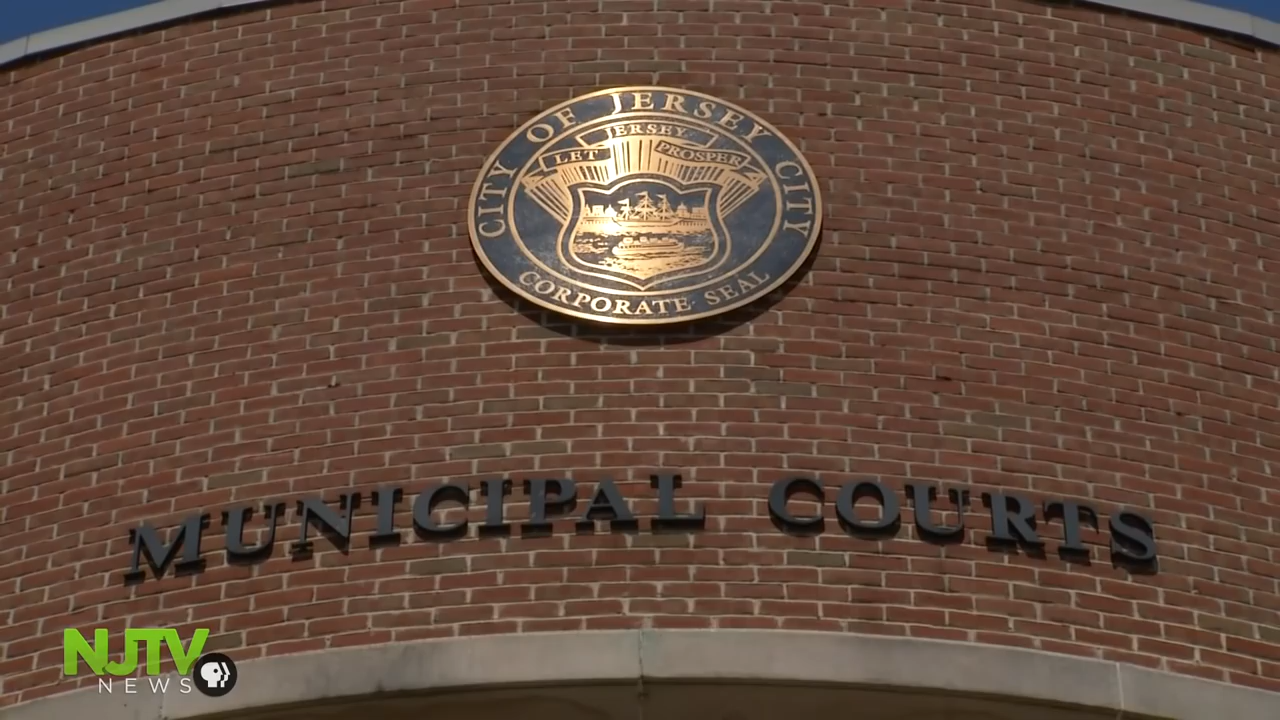 CITY OF JERSEY CITY
JERSEY
LET PROSPER
CORPORATE SEAL
MUNICIPAL COURTS
NJTV
NEWS